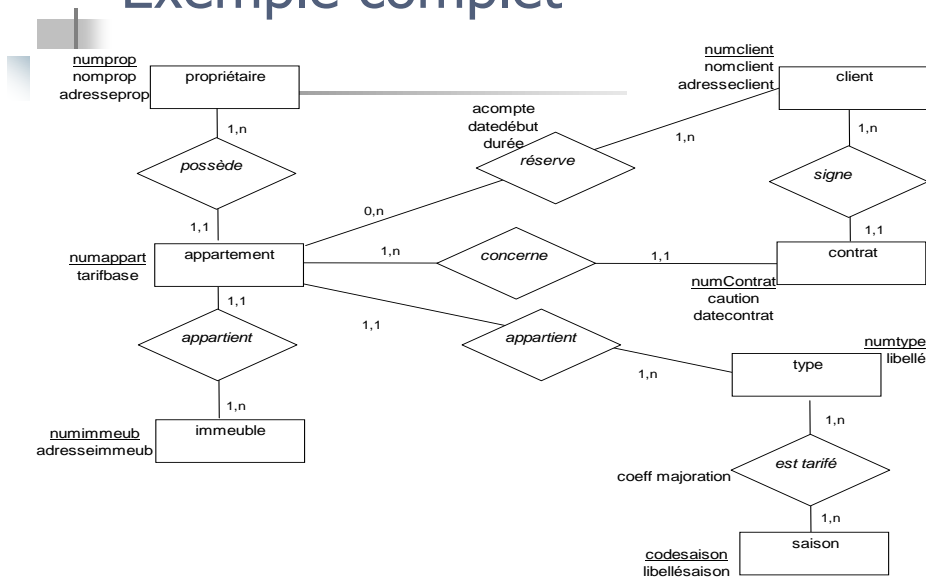 Exemple complet
numprop
nomprop
adresseprop
propriétaire
numclient
nomclient
adresseclient
client
acompte
datedébut
durée
1,n
possède
réserve
1,n
1,n
signe
1,1
0,n
1,1
numappart
tarifbase
appartement
1,n
concerne
1,1
contrat
numContrat
caution
datecontrat
1,1
appartient
1,1
appartient
1,n
numtype
libellé
type
1,n
numimmeub
adresseimmeub
immeuble
1,n
coeff majoration
est tarifé
1,n
codesaison
libellésaison
saison